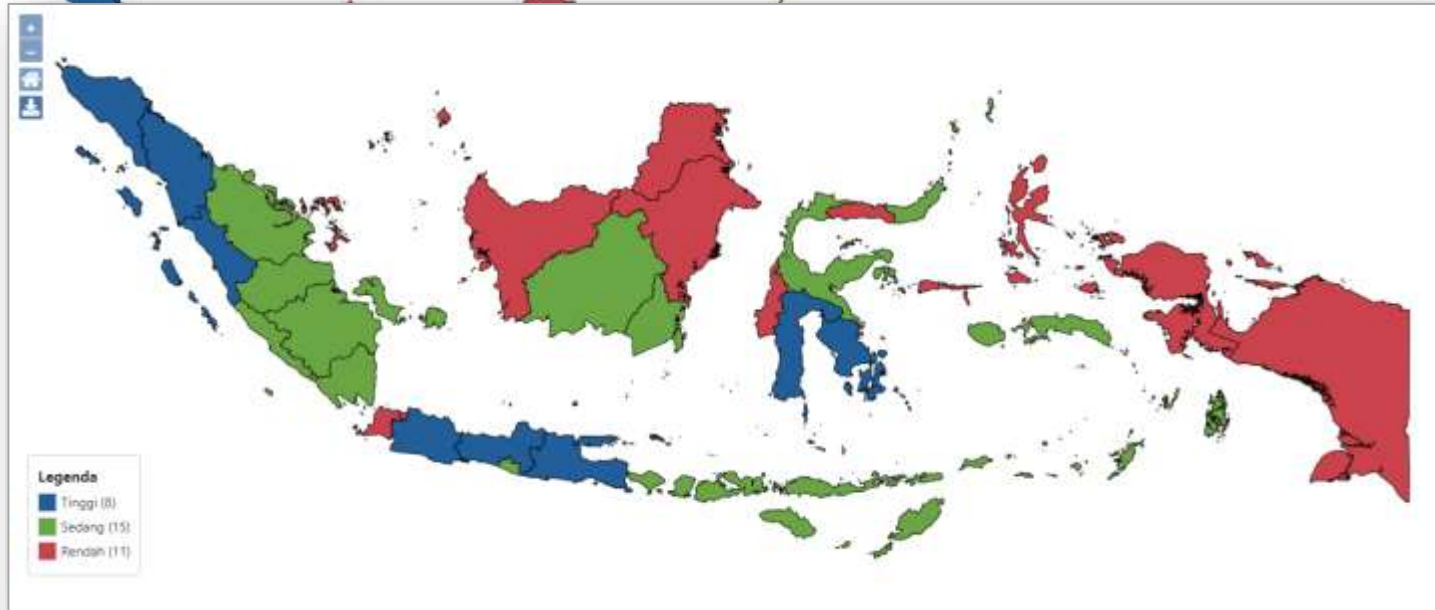 +
−
Legenda
Tinggi (8)
Sedang (15)
Rendah (11)